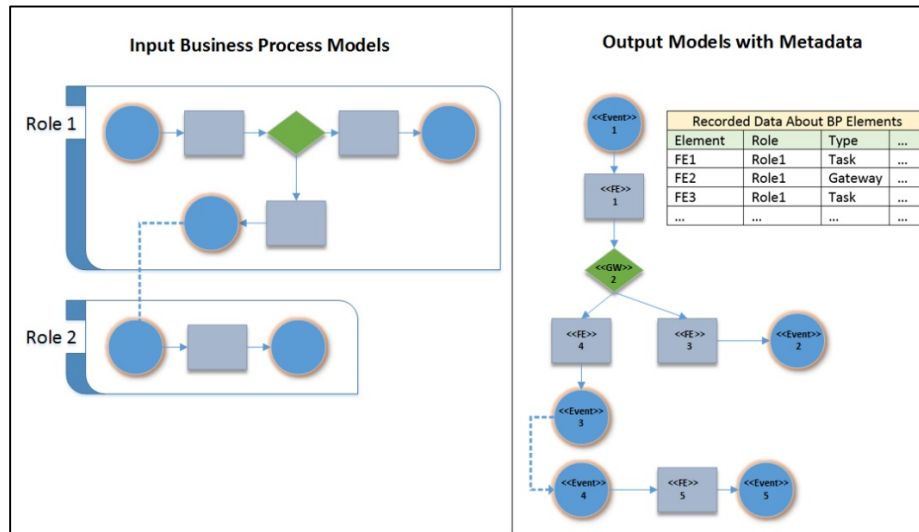 Input Business Process Models
Role 1
Role 2
Output Models with Metadata
<<Event>>
1
Recorded Data About BP Elements
Element Role Type ...
FE1 Role1 Task ...
FE2 Role1 Gateway ...
FE3 Role1 Task ...
... ... ... ...
<<FE>>
1
<<GW>>
2
<<FE>>
4
<<FE>>
3
<<Event>>
2
<<Event>>
3
<<Event>>
4
<<FE>>
5
<<Event>>
5